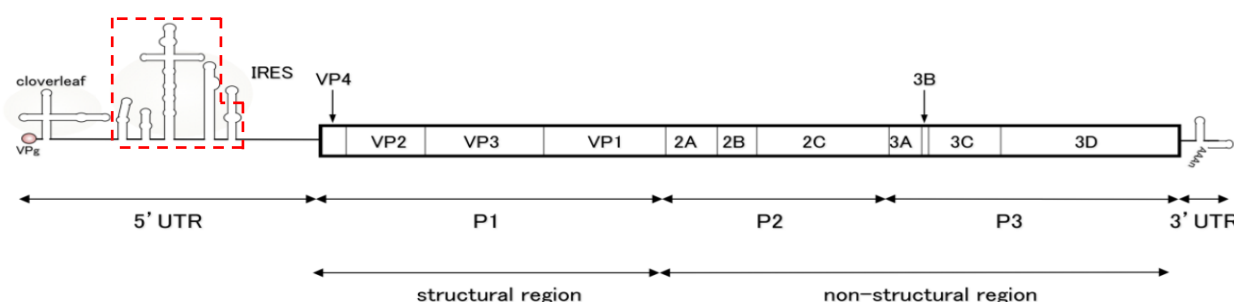 cloverleaf
IRES
VP4
3B
VPg
VP2 VP3 VP1 2A 2B 2C 3A 3C 3D
AAAA
5' UTR P1 P2 P3 3' UTR
structural region non-structural region